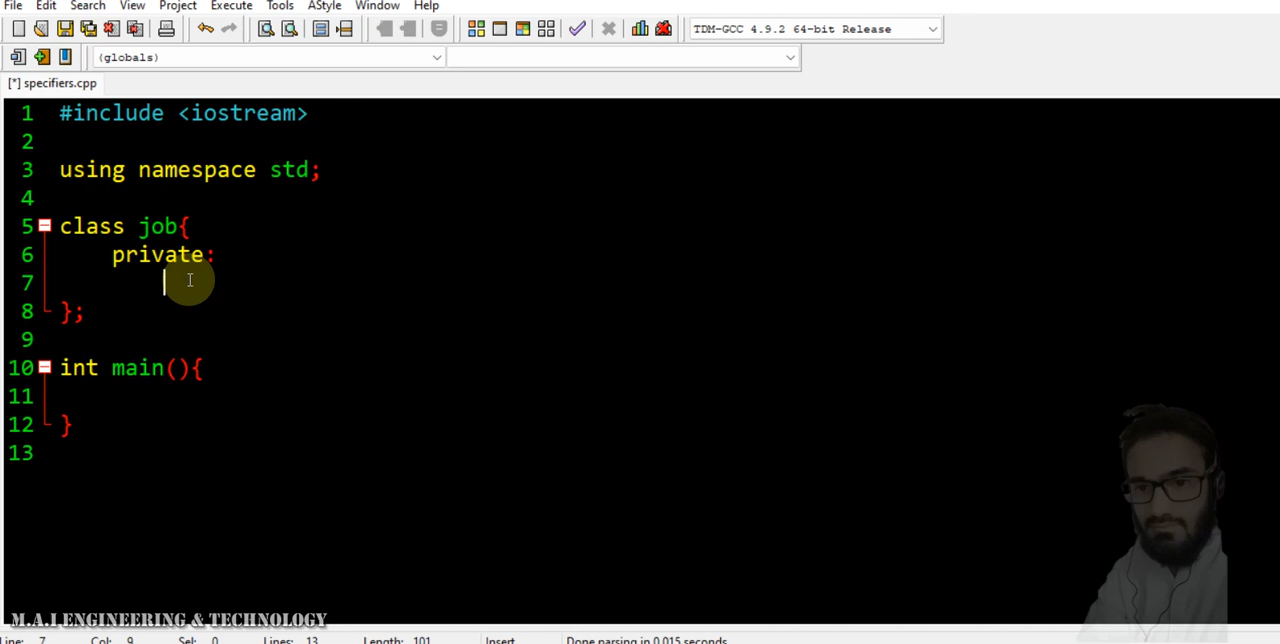 File Edit Search View Project Execute Tools AStyle Window Help
TDM-GCC 4.9.2 64-bit Release
(globals)
[*] specifiers.cpp
1 #include <iostream>
2
3 using namespace std;
4
5 class job{
6 private:
7
8 };
9
10 int main(){
11
12 }
13
M.A.I ENGINEERING & TECHNOLOGY
Line: 7 Col: 9 Sel: 0 Lines: 13 Length: 101 Insert Done parsing in 0.015 seconds